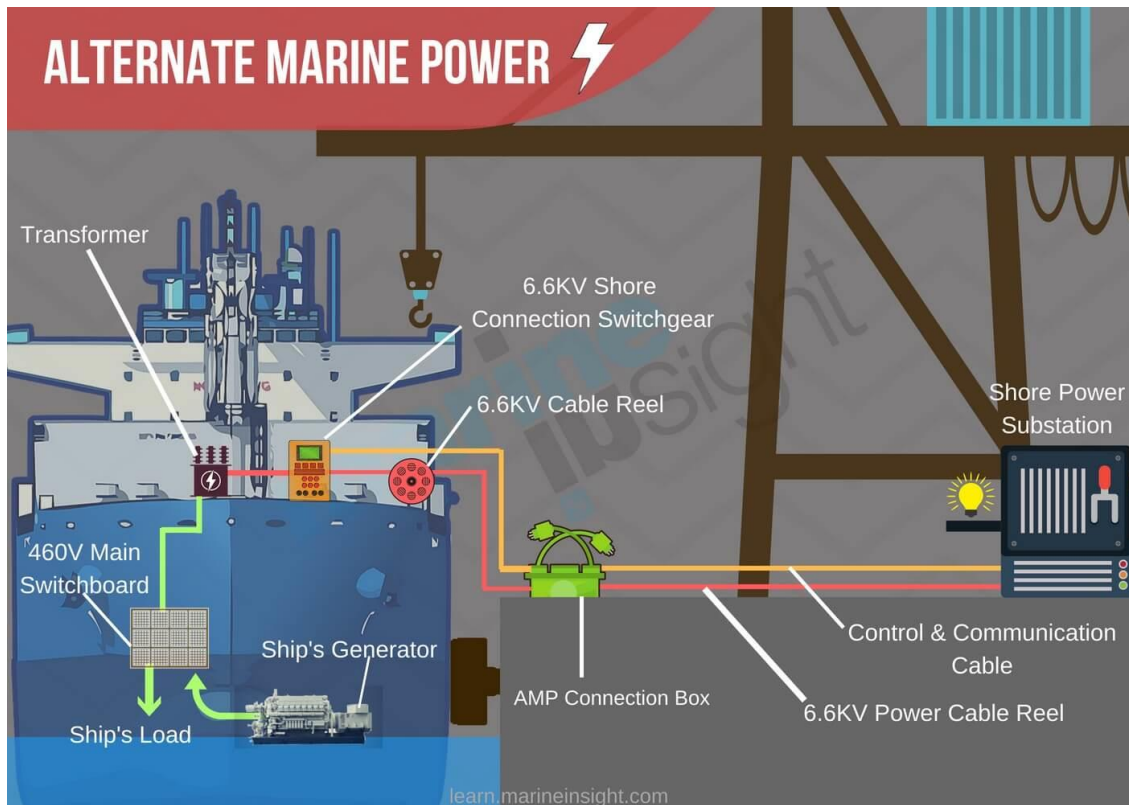 ALTERNATE MARINE POWER
Transformer
6.6KV Shore
Connection Switchgear
6.6KV Cable Reel
Shore Power
Substation
460V Main
Switchboard
Ship's Generator
Control & Communication
Cable
AMP Connection Box
6.6KV Power Cable Reel
Ship's Load
learn.marineinsight.com